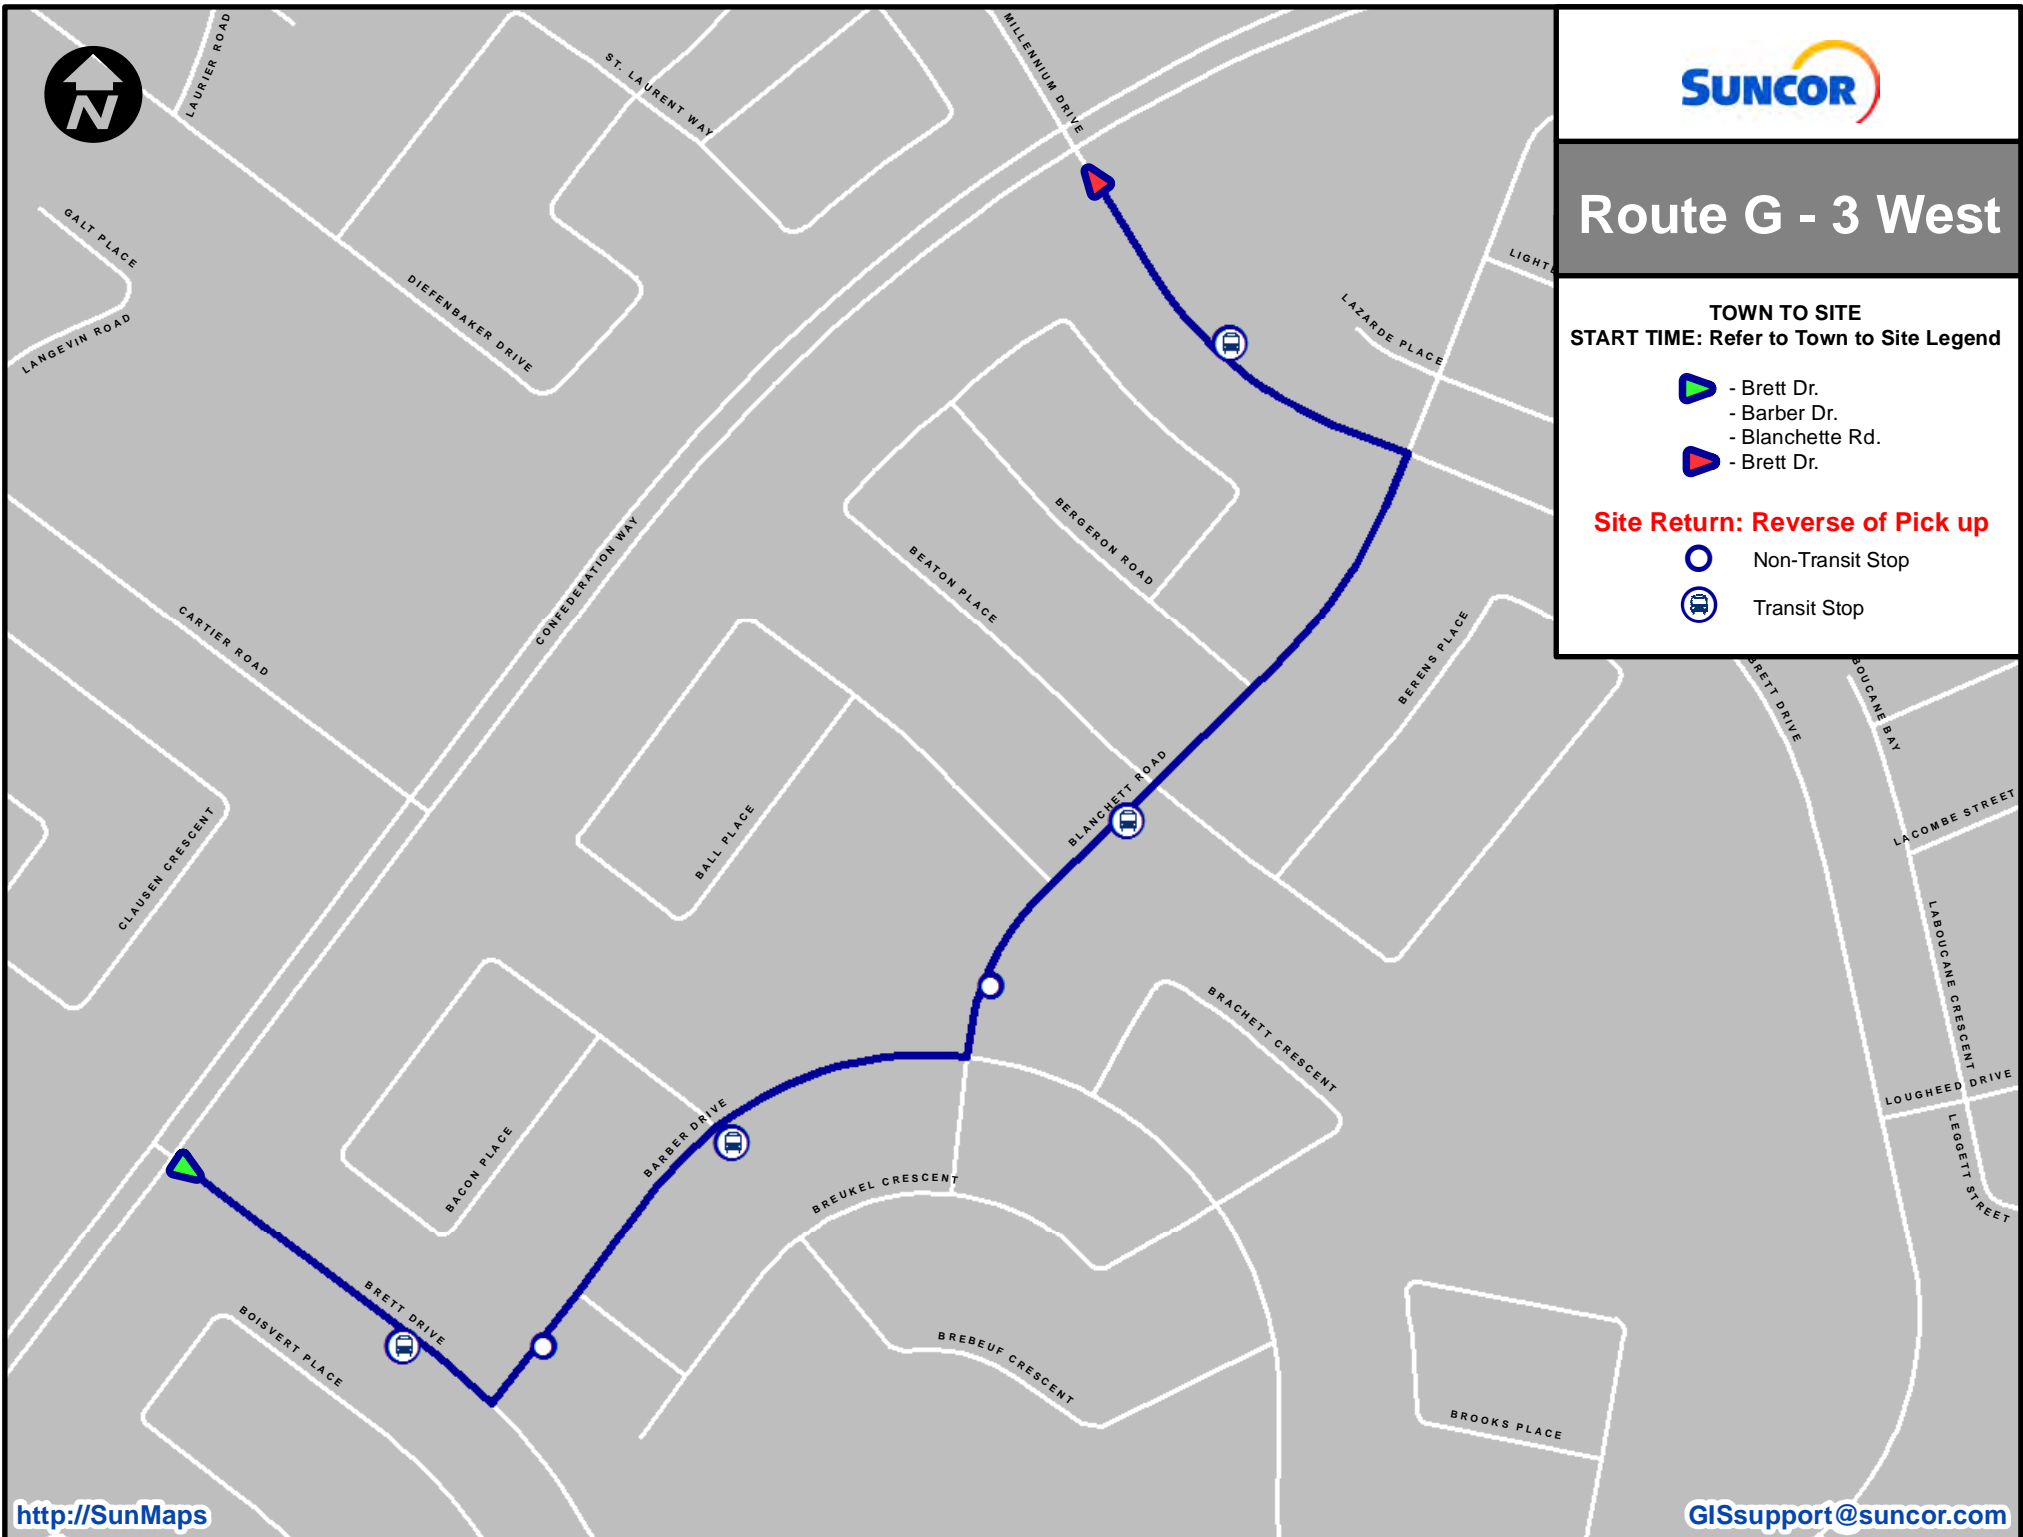 SUNCOR
Route G - 3 West
TOWN TO SITE
START TIME: Refer to Town to Site Legend
- Brett Dr.
- Barber Dr.
- Blanchette Rd.
- Brett Dr.
Site Return: Reverse of Pick up
Non-Transit Stop
Transit Stop
N
LAURIER ROAD
ST. LAURENT WAY
MILLENNIUM DRIVE
GALT PLACE
LANGEVIN ROAD
DIEFENBAKER DRIVE
LAZARDE PLACE
CONFEDERATION WAY
BERGERON ROAD
BEATON PLACE
CARTIER ROAD
BERENS PLACE
BRETT DRIVE
BOUCANE BAY
CLAUSEN CRESCENT
BALL PLACE
BLANCHETT ROAD
LACOMBE STREET
LABOUCANE CRESCENT
BRACHETT CRESCENT
LOUGHEED DRIVE
LEGGETT STREET
BACON PLACE
BARBER DRIVE
BREUKEL CRESCENT
BRETT DRIVE
BOISVERT PLACE
BREBEUF CRESCENT
BROOKS PLACE
http://SunMaps
GISsupport@suncor.com